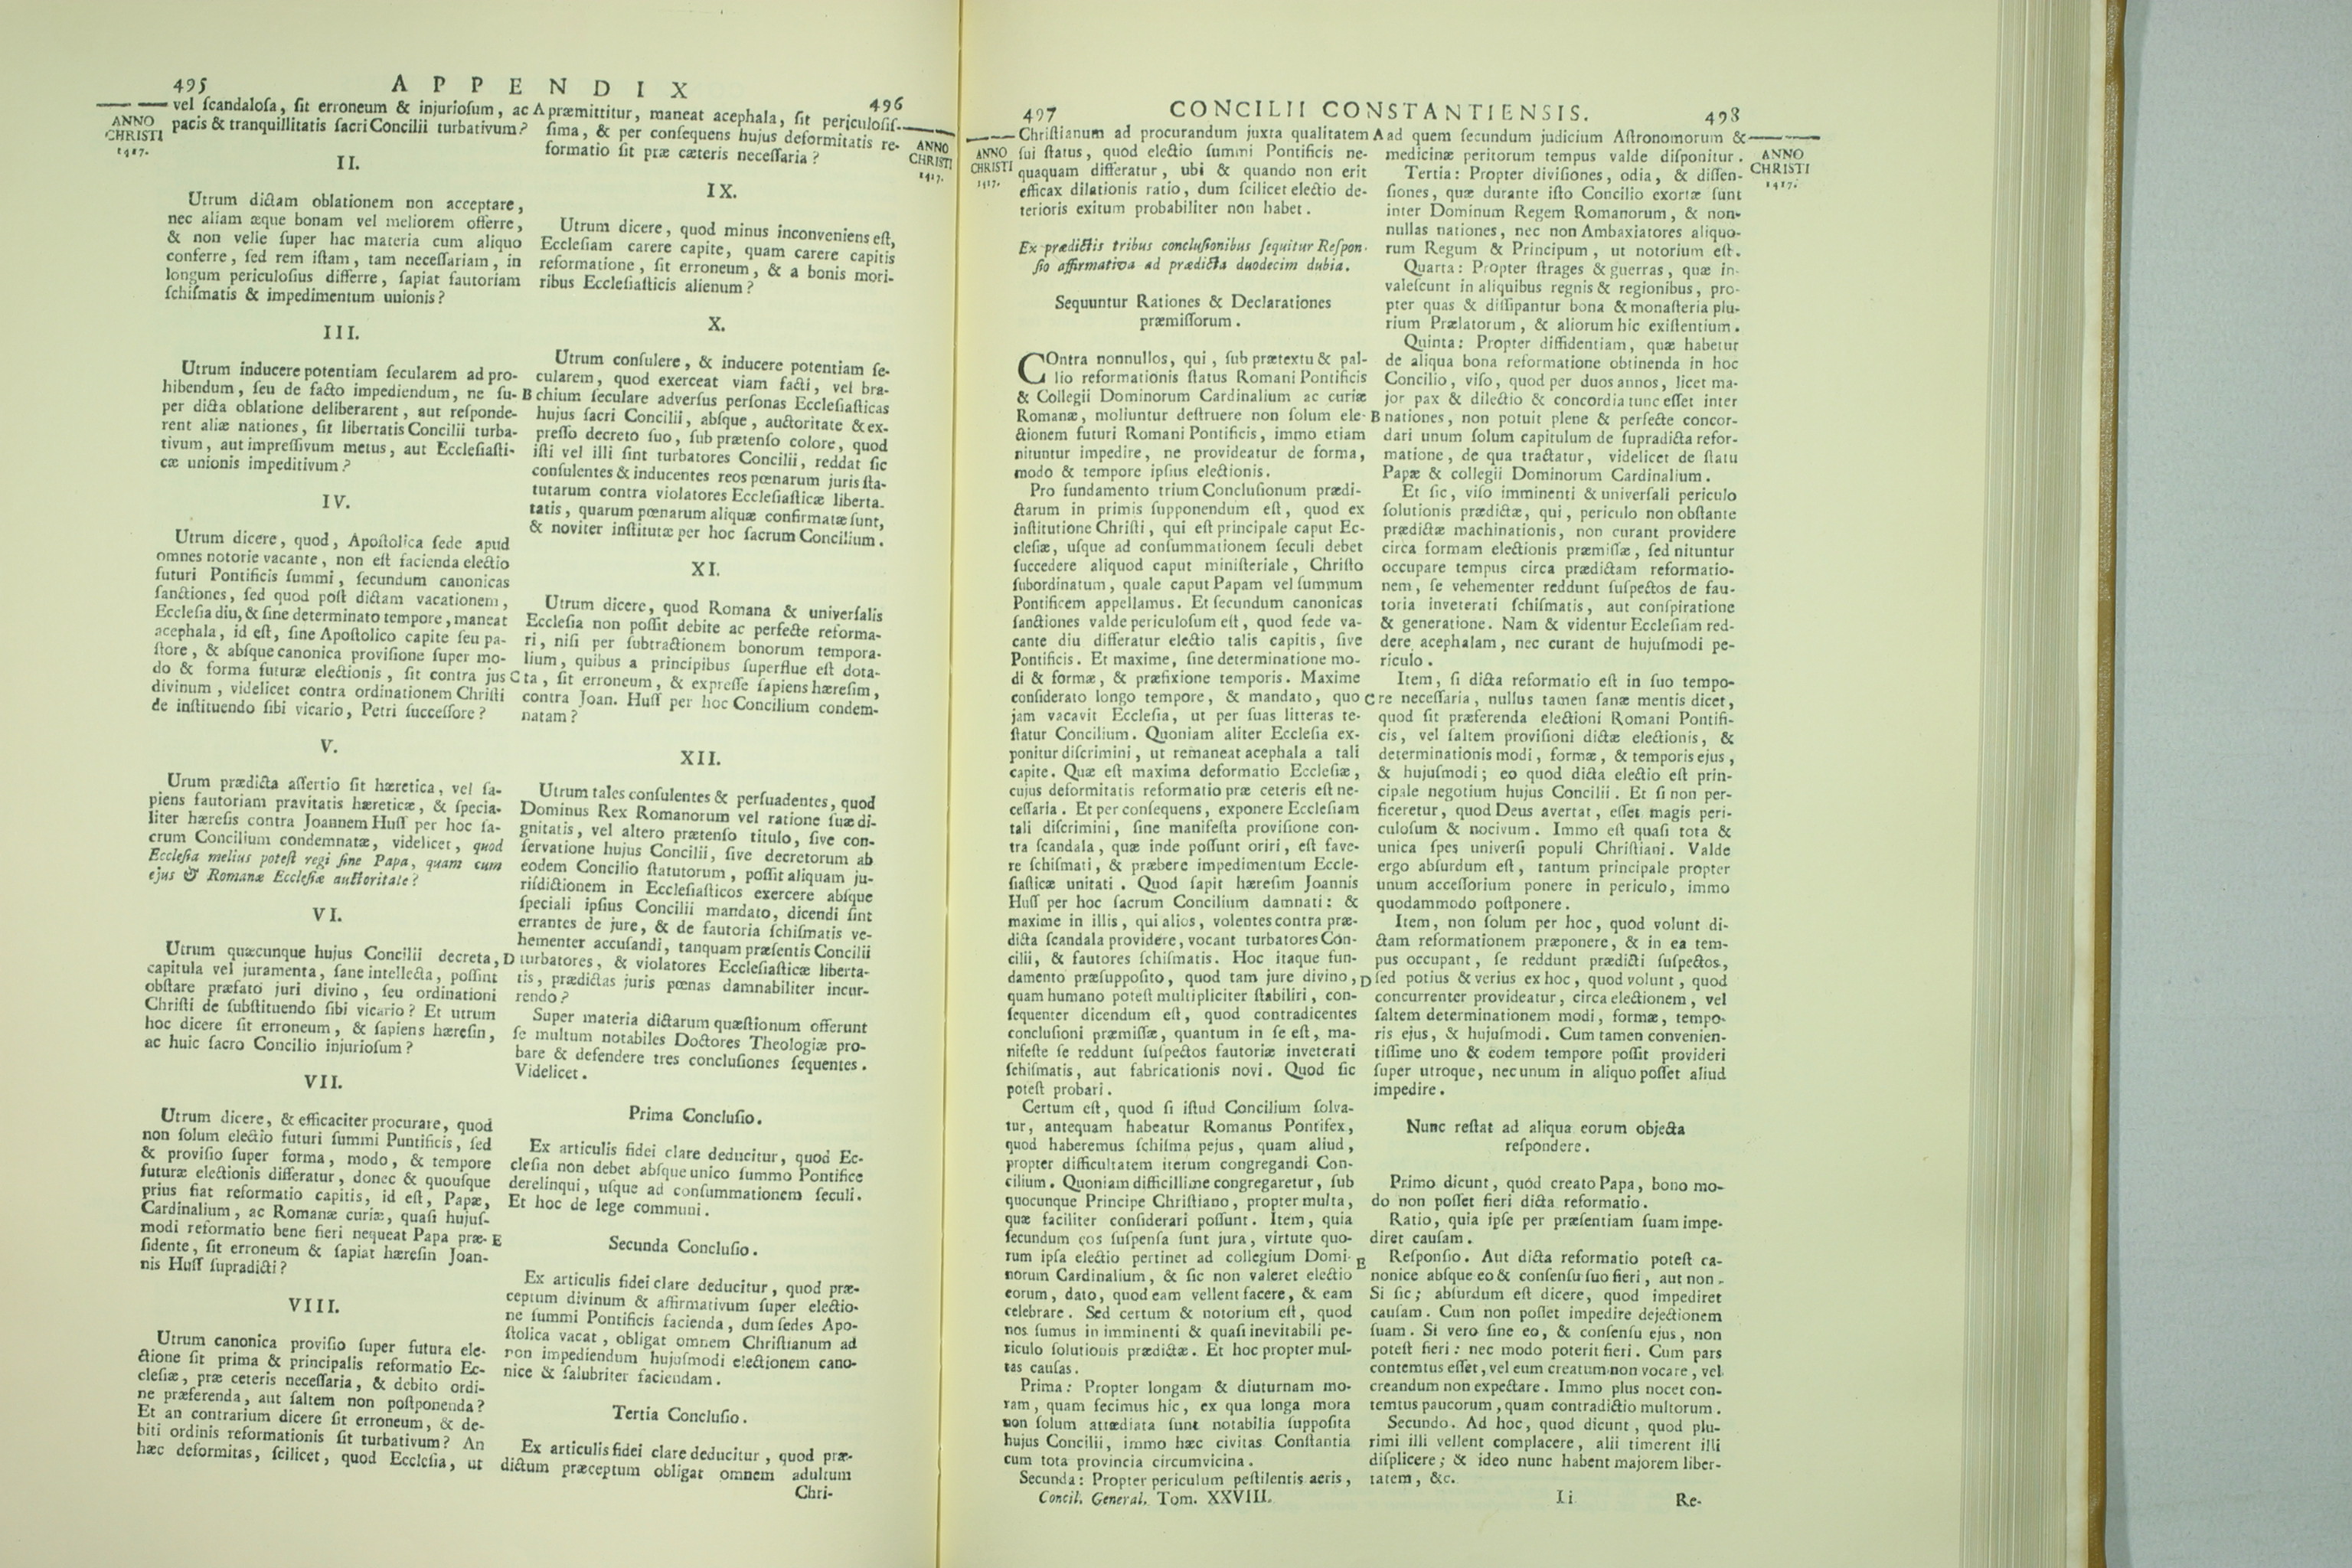 495
APPENDIX
496
ANNO
CHRISTI
1417.
vel ſcandaloſa, ſit erroneum & injurioſum, ac
pacis & tranquillitatis ſacri Concilii turbativum?
II.
Utrum dictam oblationem non acceptare,
nec aliam æque bonam vel meliorem offerre,
& non velle ſuper hac materia cum aliquo
conferre, ſed rem iſtam, tam neceſſariam, in
longum periculoſius differre, ſapiat fautoriam
ſchiſmatis & impedimentum unionis?
III.
Utrum inducere potentiam ſecularem ad pro-
hibendum, ſeu de facto impediendum, ne ſu-
per dicta oblatione deliberarent, aut reſponde-
rent aliæ nationes, ſit libertatis Concilii turba-
tivum, aut impreſſivum metus, aut Eccleſiaſti-
cæ unionis impeditivum?
IV.
Utrum dicere, quod, Apoſtolica ſede apud
omnes notorie vacante, non eſt facienda electio
futuri Pontificis ſummi, ſecundum canonicas
ſanctiones, ſed quod poſt dictam vacationem,
Eccleſia diu, & ſine determinato tempore, maneat
acephala, id eſt, ſine Apoſtolico capite ſeu pa-
ſtore, & abſque canonica proviſione ſuper mo-
do & forma futuræ electionis, ſit contra jus
divinum, videlicet contra ordinationem Chriſti
de inſtituendo ſibi vicario, Petri ſucceſſore?
V.
Urum prædicta aſſertio ſit hæretica, vel ſa-
piens fautoriam pravitatis hæreticæ, & ſpecia-
liter hæreſis contra Joannem Huſſ per hoc ſa-
crum Concilium condemnatæ, videlicet, quod
Eccleſia melius poteſt regi ſine Papa, quam cum
ejus & Romanæ Eccleſiæ auctoritate?
VI.
Utrum quæcunque hujus Concilii decreta,
capitula vel juramenta, ſane intellecta, poſſint
obſtare præfato juri divino, ſeu ordinationi
Chriſti de ſubſtituendo ſibi vicario? Et utrum
hoc dicere ſit erroneum, & ſapiens hæreſin,
ac huic ſacro Concilio injurioſum?
VII.
Utrum dicere, & efficaciter procurare, quod
non ſolum electio futuri ſummi Puntificis, ſed
& proviſio ſuper forma, modo, & tempore
futuræ electionis differatur, donec & quouſque
prius fiat reformatio capitis, id eſt, Papæ,
Cardinalium, ac Romanæ curiæ, quaſi hujuſ-
modi reformatio bene fieri nequeat Papa præ-
ſidente, ſit erroneum & ſapiat hæreſin Joan-
nis Huſſ ſupradicti?
VIII.
Utrum canonica proviſio ſuper futura ele-
ctione ſit prima & principalis reformatio Ec-
cleſiæ, præ ceteris neceſſaria, & debito ordi-
ne præferenda, aut ſaltem non poſtponenda?
Et an contrarium dicere ſit erroneum, & de-
biti ordinis reformationis ſit turbativum? An
hæc deformitas, ſcilicet, quod Eccleſia, ut
A
B
C
D
E
præmittitur, maneat acephala, ſit periculoſiſ-
ſima, & per conſequens hujus deformitatis re-
formatio ſit præ cæteris neceſſaria?
ANNO
CHRISTI
1417.
IX.
Utrum dicere, quod minus inconveniens eſt,
Eccleſiam carere capite, quam carere capitis
reformatione, ſit erroneum, & a bonis mori-
ribus Eccleſiaſticis alienum?
X.
Utrum conſulere, & inducere potentiam ſe-
cularem, quod exerceat viam facti, vel bra-
chium ſeculare adverſus perſonas Eccleſiaſticas
hujus ſacri Concilii, abſque, auctoritate & ex-
preſſo decreto ſuo, ſub prætenſo colore, quod
iſti vel illi ſint turbatores Concilii, reddat ſic
conſulentes & inducentes reos pœnarum juris ſta-
tutarum contra violatores Eccleſiaſticæ liberta-
tatis, quarum pœnarum aliquæ confirmatæ ſunt,
& noviter inſtitutæ per hoc ſacrum Concilium.
XI.
Utrum dicere, quod Romana & univerſalis
Eccleſia non poſſit debite ac perfecte reforma-
ri, niſi per ſubtractionem bonorum tempora-
lium, quibus a principibus ſuperflue eſt dota-
ta, ſit erroneum, & expreſſe ſapiens hæreſim,
contra Joan. Huſſ per hoc Concilium condem-
natam?
XII.
Utrum tales conſulentes & perſuadentes, quod
Dominus Rex Romanorum vel ratione ſuæ di-
gnitatis, vel altero prætenſo titulo, ſive con-
ſervatione hujus Concilii, ſive decretorum ab
eodem Concilio ſtatutorum, poſſit aliquam ju-
riſdictionem in Eccleſiaſticos exercere abſque
ſpeciali ipſius Concilii mandato, dicendi ſint
errantes de jure, & de fautoria ſchiſmatis ve-
hementer accuſandi, tanquam præſentis Concilii
turbatores, & violatores Eccleſiaſticæ liberta-
tis, prædictas juris pœnas damnabiliter incur-
rendo?
Super materia dictarum quæſtionum offerunt
ſe multum notabiles Doctores Theologiæ pro-
bare & defendere tres concluſiones ſequentes.
Videlicet.
Prima Concluſio.
Ex articulis fidei clare deducitur, quod Ec-
cleſia non debet abſque unico ſummo Pontifice
derelinqui, uſque ad conſummationem ſeculi.
Et hoc de lege communi.
Secunda Concluſio.
Ex articulis fidei clare deducitur, quod præ-
ceptum divinum & affirmativum ſuper electio-
ne ſummi Pontificis facienda, dum ſedes Apo-
ſtolica vacat, obligat omnem Chriſtianum ad
non impediendum hujuſmodi electionem cano-
nice & ſalubriter faciendam.
Tertia Concluſio.
Ex articulis fidei clare deducitur, quod præ-
dictum præceptum obligat omnem adultum
Chri-
497
CONCILII CONSTANTIENSIS.
498
ANNO
CHRISTI
1417.
Chriſtianum ad procurandum juxta qualitatem
ſui ſtatus, quod electio ſummi Pontificis ne-
quaquam differatur, ubi & quando non erit
efficax dilationis ratio, dum ſcilicet electio de-
terioris exitum probabiliter non habet.
Ex prædictis tribus concluſionibus ſequitur Reſpon-
ſio affirmativa ad prædicta duodecim dubia.
Sequuntur Rationes & Declarationes
præmiſſorum.
COntra nonnullos, qui, ſub prætextu & pal-
lio reformationis ſtatus Romani Pontificis
& Collegii Dominorum Cardinalium ac curiæ
Romanæ, moliuntur deſtruere non ſolum ele-
ctionem futuri Romani Pontificis, immo etiam
nituntur impedire, ne provideatur de forma,
modo & tempore ipſius electionis.
Pro fundamento trium Concluſionum prædi-
ctarum in primis ſupponendum eſt, quod ex
inſtitutione Chriſti, qui eſt principale caput Ec-
cleſiæ, uſque ad conſummationem ſeculi debet
ſuccedere aliquod caput miniſteriale, Chriſto
ſubordinatum, quale caput Papam vel ſummum
Pontificem appellamus. Et ſecundum canonicas
ſanctiones valde periculoſum eſt, quod ſede va-
cante diu differatur electio talis capitis, ſive
Pontificis. Et maxime, ſine determinatione mo-
di & formæ, & præfixione temporis. Maxime
conſiderato longo tempore, & mandato, quo
jam vacavit Eccleſia, ut per ſuas litteras te-
ſtatur Concilium. Quoniam aliter Eccleſia ex-
ponitur diſcrimini, ut remaneat acephala a tali
capite. Quæ eſt maxima deformatio Eccleſiæ,
cujus deformitatis reformatio præ ceteris eſt ne-
ceſſaria. Et per conſequens, exponere Eccleſiam
tali diſcrimini, ſine manifeſta proviſione con-
tra ſcandala, quæ inde poſſunt oriri, eſt fave-
re ſchiſmati, & præbere impedimentum Eccle-
ſiaſticæ unitati. Quod ſapit hæreſim Joannis
Huſſ per hoc ſacrum Concilium damnati: &
maxime in illis, qui alios, volentes contra præ-
dicta ſcandala providere, vocant turbatores Con-
cilii, & fautores ſchiſmatis. Hoc itaque fun-
damento præſuppoſito, quod tam jure divino,
quam humano poteſt multipliciter ſtabiliri, con-
ſequenter dicendum eſt, quod contradicentes
concluſioni præmiſſæ, quantum in ſe eſt, ma-
nifeſte ſe reddunt ſuſpectos fautoriæ inveterati
ſchiſmatis, aut fabricationis novi. Quod ſic
poteſt probari.
Certum eſt, quod ſi iſtud Concilium ſolva-
tur, antequam habeatur Romanus Pontifex,
quod haberemus ſchiſma pejus, quam aliud,
propter difficultatem iterum congregandi Con-
cilium. Quoniam difficillime congregaretur, ſub
quocunque Principe Chriſtiano, propter multa,
quæ faciliter conſiderari poſſunt. Item, quia
ſecundum eos ſuſpenſa ſunt jura, virtute quo-
rum ipſa electio pertinet ad collegium Domi-
norum Cardinalium, & ſic non valeret electio
eorum, dato, quod eam vellent facere, & eam
celebrare. Sed certum & notorium eſt, quod
nos ſumus in imminenti & quaſi inevitabili pe-
riculo ſolutionis prædictæ. Et hoc propter mul-
tas cauſas.
Prima: Propter longam & diuturnam mo-
ram, quam fecimus hic, ex qua longa mora
non ſolum attædiata ſunt notabilia ſuppoſita
hujus Concilii, immo hæc civitas Conſtantia
cum tota provincia circumvicina.
Secunda: Propter periculum peſtilentis aeris,
Concil. General. Tom. XXVIII.
A
B
C
D
E
ad quem ſecundum judicium Aſtronomorum &
medicinæ peritorum tempus valde diſponitur.
Tertia: Propter diviſiones, odia, & diſſen-
ſiones, quæ durante iſto Concilio exortæ ſunt
inter Dominum Regem Romanorum, & non-
nullas nationes, nec non Ambaxiatores aliquo-
rum Regum & Principum, ut notorium eſt.
Quarta: Propter ſtrages & guerras, quæ in-
valeſcunt in aliquibus regnis & regionibus, pro-
pter quas & diſſipantur bona & monaſteria plu-
rium Prælatorum, & aliorum hic exiſtentium.
Quinta: Propter diffidentiam, quæ habetur
de aliqua bona reformatione obtinenda in hoc
Concilio, viſo, quod per duos annos, licet ma-
jor pax & dilectio & concordia tunc eſſet inter
nationes, non potuit plene & perfecte concor-
dari unum ſolum capitulum de ſupradicta refor-
matione, de qua tractatur, videlicet de ſtatu
Papæ & collegii Dominorum Cardinalium.
Et ſic, viſo imminenti & univerſali periculo
ſolutionis prædictæ, qui, periculo non obſtante
prædictæ machinationis, non curant providere
circa formam electionis præmiſſæ, ſed nituntur
occupare tempus circa prædictam reformatio-
nem, ſe vehementer reddunt ſuſpectos de fau-
toria inveterati ſchiſmatis, aut conſpiratione
& generatione. Nam & videntur Eccleſiam red-
dere acephalam, nec curant de hujuſmodi pe-
riculo.
Item, ſi dicta reformatio eſt in ſuo tempo-
re neceſſaria, nullus tamen ſanæ mentis dicet,
quod ſit præferenda electioni Romani Pontifi-
cis, vel ſaltem proviſioni dictæ electionis, &
determinationis modi, formæ, & temporis ejus,
& hujuſmodi; eo quod dicta electio eſt prin-
cipale negotium hujus Concilii. Et ſi non per-
ficeretur, quod Deus avertat, eſſet magis peri-
culoſum & nocivum. Immo eſt quaſi tota &
unica ſpes univerſi populi Chriſtiani. Valde
ergo abſurdum eſt, tantum principale propter
unum acceſſorium ponere in periculo, immo
quodammodo poſtponere.
Item, non ſolum per hoc, quod volunt di-
ctam reformationem præponere, & in ea tem-
pus occupant, ſe reddunt prædicti ſuſpectos,
ſed potius & verius ex hoc, quod volunt, quod
concurrenter provideatur, circa electionem, vel
ſaltem determinationem modi, formæ, tempo-
ris ejus, & hujuſmodi. Cum tamen convenien-
tiſſime uno & eodem tempore poſſit provideri
ſuper utroque, nec unum in aliquo poſſet aliud
impedire.
Nunc reſtat ad aliqua eorum objecta
reſpondere.
Primo dicunt, quod creato Papa, bono mo-
do non poſſet fieri dicta reformatio.
Ratio, quia ipſe per præſentiam ſuam impe-
diret cauſam.
Reſponſio. Aut dicta reformatio poteſt ca-
nonice abſque eo & conſenſu ſuo fieri, aut non.
Si ſic; abſurdum eſt dicere, quod impediret
cauſam. Cum non poſſet impedire dejectionem
ſuam. Si vero ſine eo, & conſenſu ejus, non
poteſt fieri: nec modo poterit fieri. Cum pars
contemtus eſſet, vel eum creatum non vocare, vel
creandum non expectare. Immo plus nocet con-
temtus paucorum, quam contradictio multorum.
Secundo. Ad hoc, quod dicunt, quod plu-
rimi illi vellent complacere, alii timerent illi
diſplicere; & ideo nunc habent majorem liber-
tatem, &c.
ANNO
CHRISTI
1417.
Ii
Re-